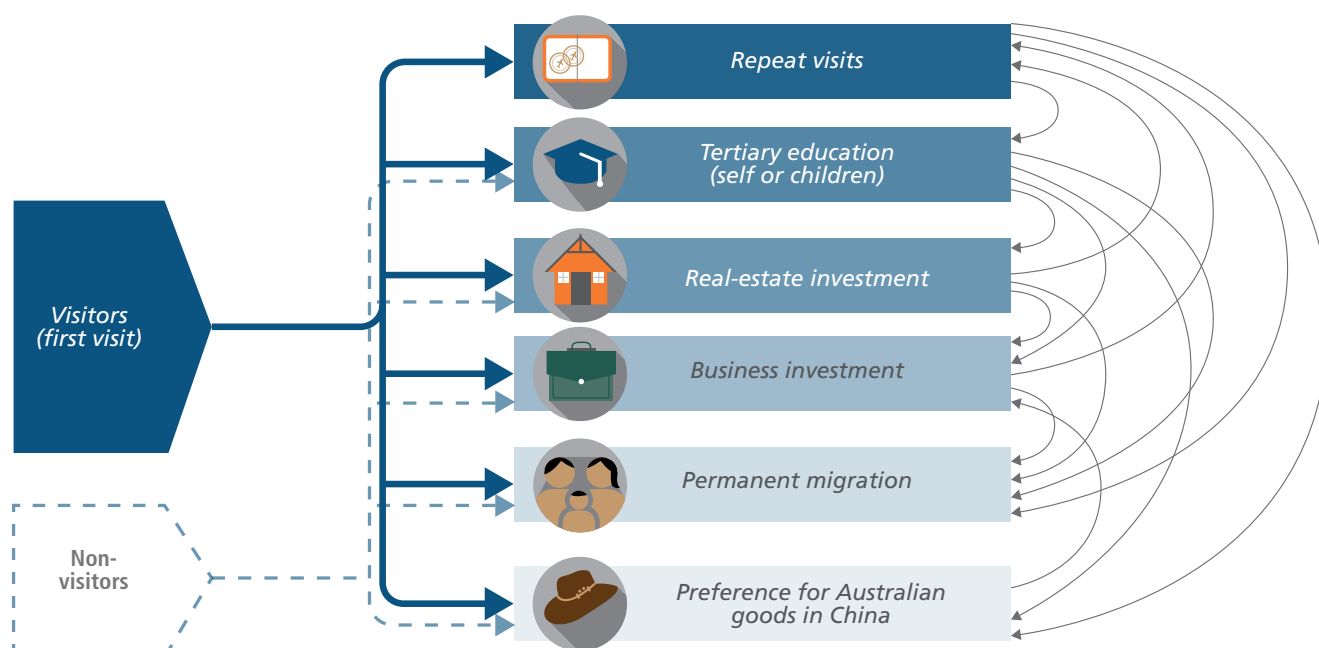 Repeat visits
Tertiary education
(self or children)
Real-estate investment
Visitors
(first visit)
Business investment
Permanent migration
Non-
visitors
Preference for Australian
goods in China